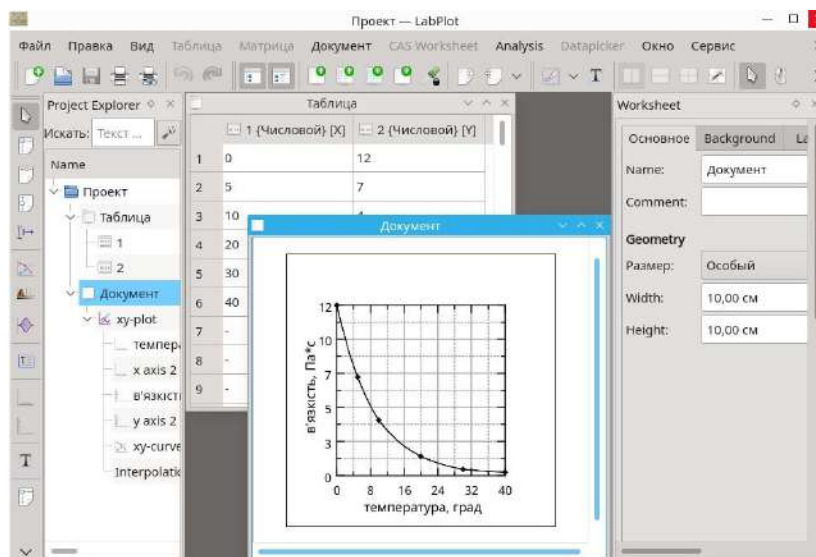 Проект — LabPlot
Файл Правка Вид Таблица Матрица Документ CAS Worksheet Analysis Datapicker Окно Сервис
Project Explorer
Искать: Текст ...
Name
Проект
Таблица
1
2
Документ
xy-plot
темпера
x axis 2
в'язкість
y axis 2
xy-curve
Interpolatic
Таблица
1 {Числовой} [X] 2 {Числовой} [Y]
1 0 12
2 5 7
3 10
4 20
5 30
6 40
7 -
8 -
9 -
Документ
12
10
7
5
3
0
0 8 16 24 32 40
в'язкість, Па*с
температура, град
Worksheet
Основное Background La
Name: Документ
Comment:
Geometry
Размер: Особый
Width: 10,00 см
Height: 10,00 см